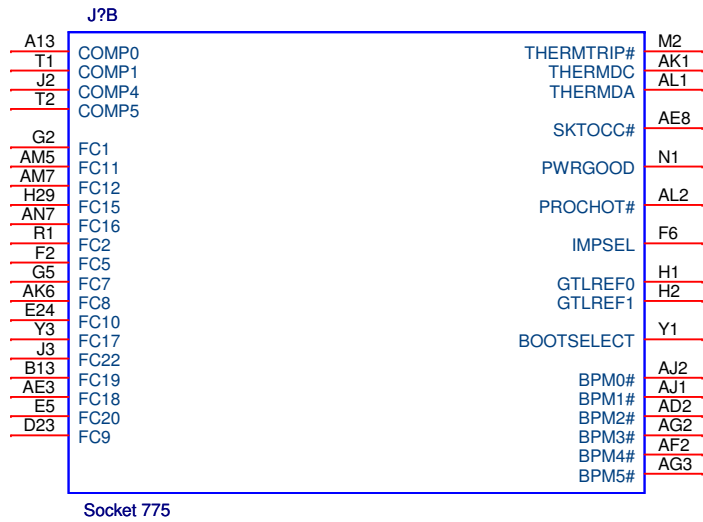 J?B
A13 COMP0 THERMTRIP# M2
T1 COMP1 THERMDC AK1
J2 COMP4 THERMDA AL1
T2 COMP5
SKTOCC# AE8
G2 FC1
AM5 FC11 PWRGOOD N1
AM7 FC12
H29 FC15 PROCHOT# AL2
AN7 FC16
R1 FC2 IMPSEL F6
F2 FC5
G5 FC7 GTLREF0 H1
AK6 FC8 GTLREF1 H2
E24 FC10
Y3 FC17 BOOTSELECT Y1
J3 FC22
B13 FC19 BPM0# AJ2
AE3 FC18 BPM1# AJ1
E5 FC20 BPM2# AD2
D23 FC9 BPM3# AG2
BPM4# AF2
BPM5# AG3
Socket 775